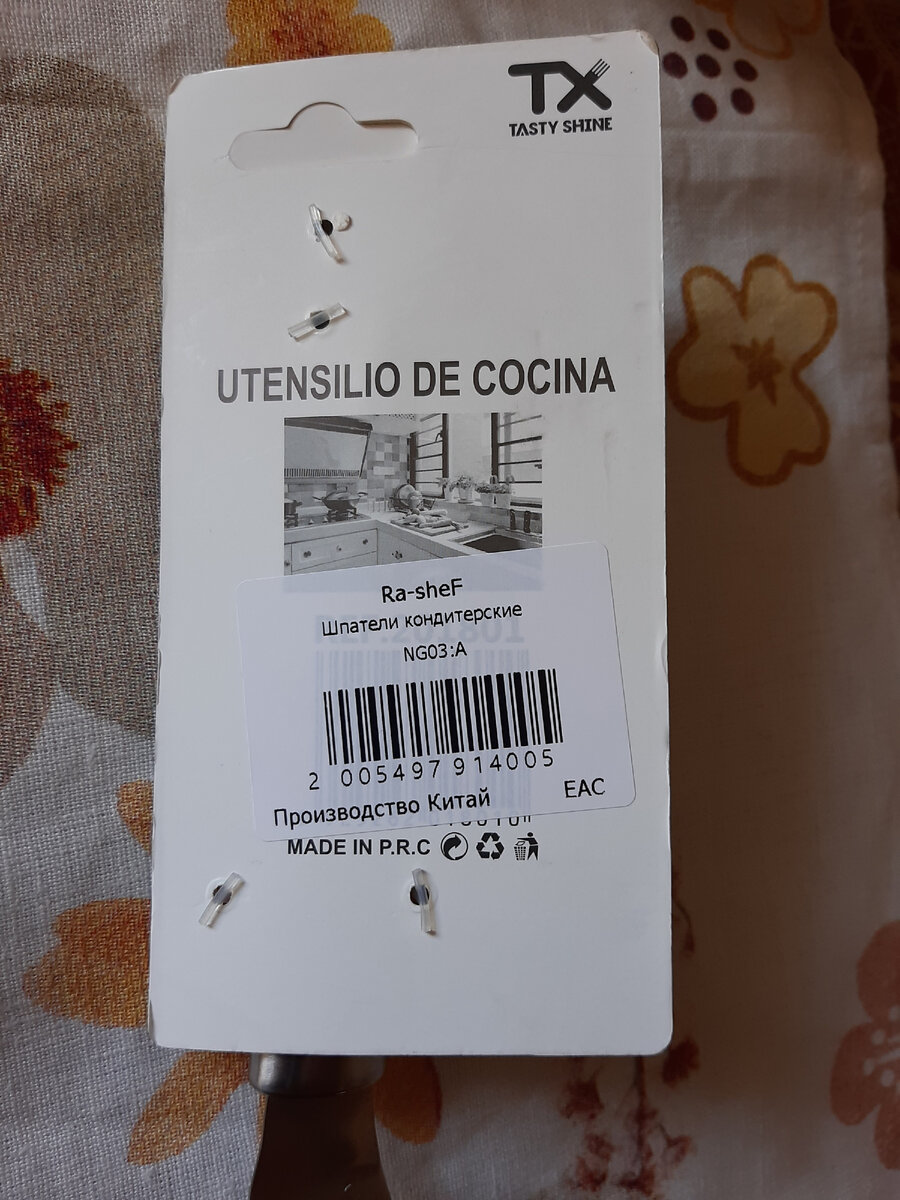 TX
TASTY SHINE
UTENSILIO DE COCINA
Ra-sheF
Шпатели кондитерские
NG03:A
2 005497 914005
Производство Китай
EAC
MADE IN P.R.C